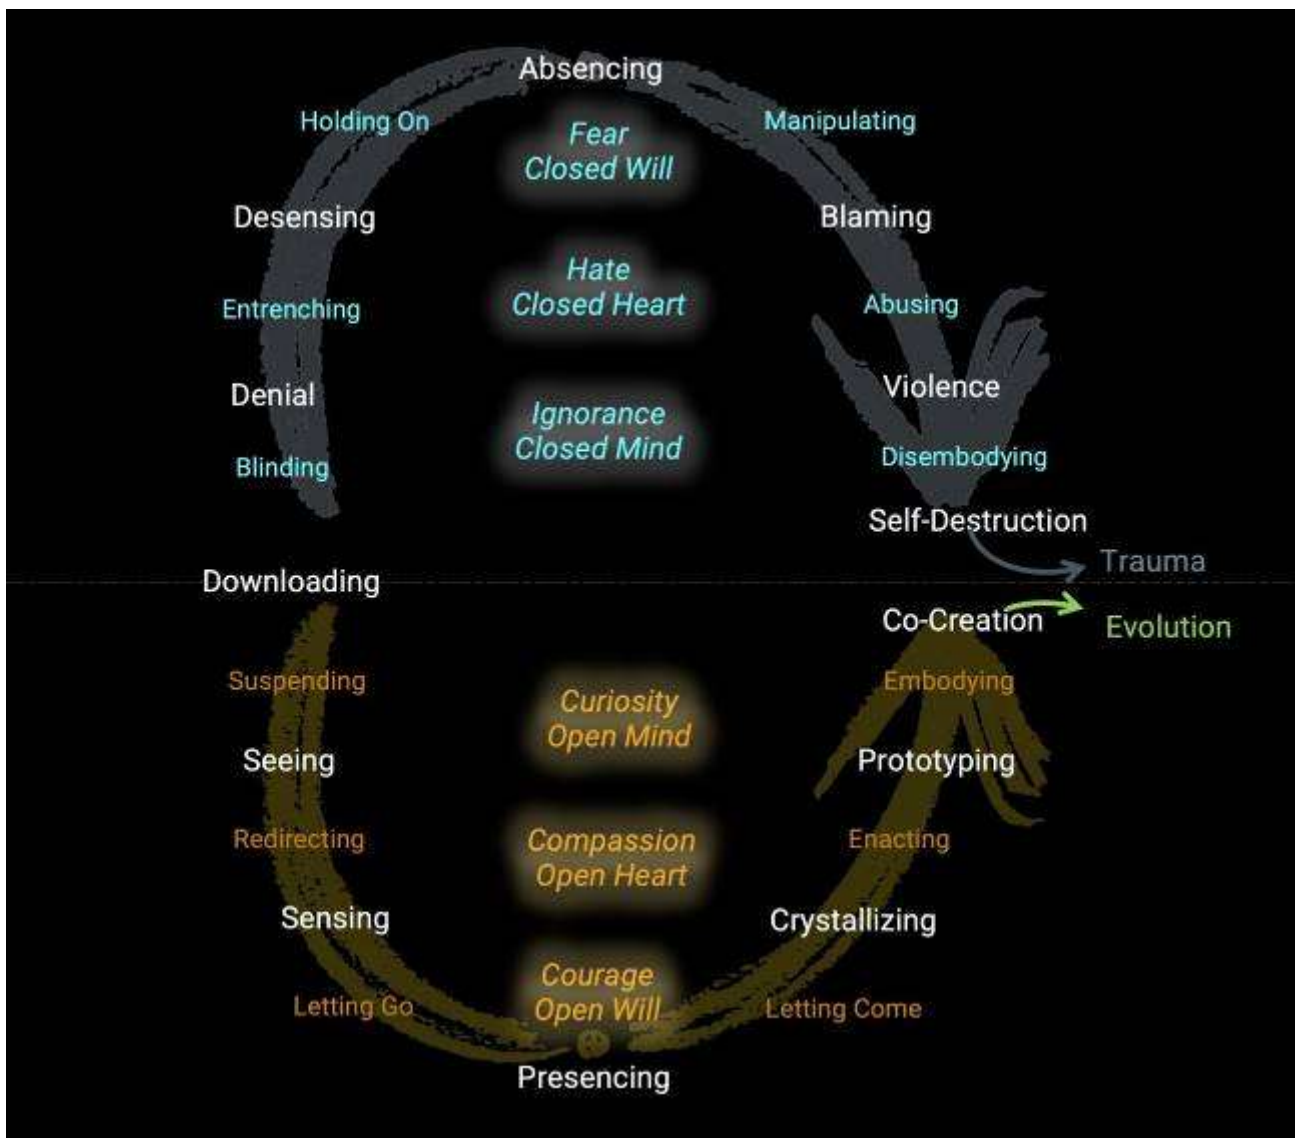 Absencing
Holding On
Manipulating
Fear
Closed Will
Desensing
Blaming
Hate
Closed Heart
Entrenching
Abusing
Denial
Violence
Ignorance
Closed Mind
Blinding
Disembodying
Self-Destruction
Trauma
Downloading
Co-Creation
Evolution
Suspending
Embodying
Curiosity
Open Mind
Seeing
Prototyping
Redirecting
Enacting
Compassion
Open Heart
Sensing
Crystallizing
Courage
Open Will
Letting Go
Letting Come
Presencing